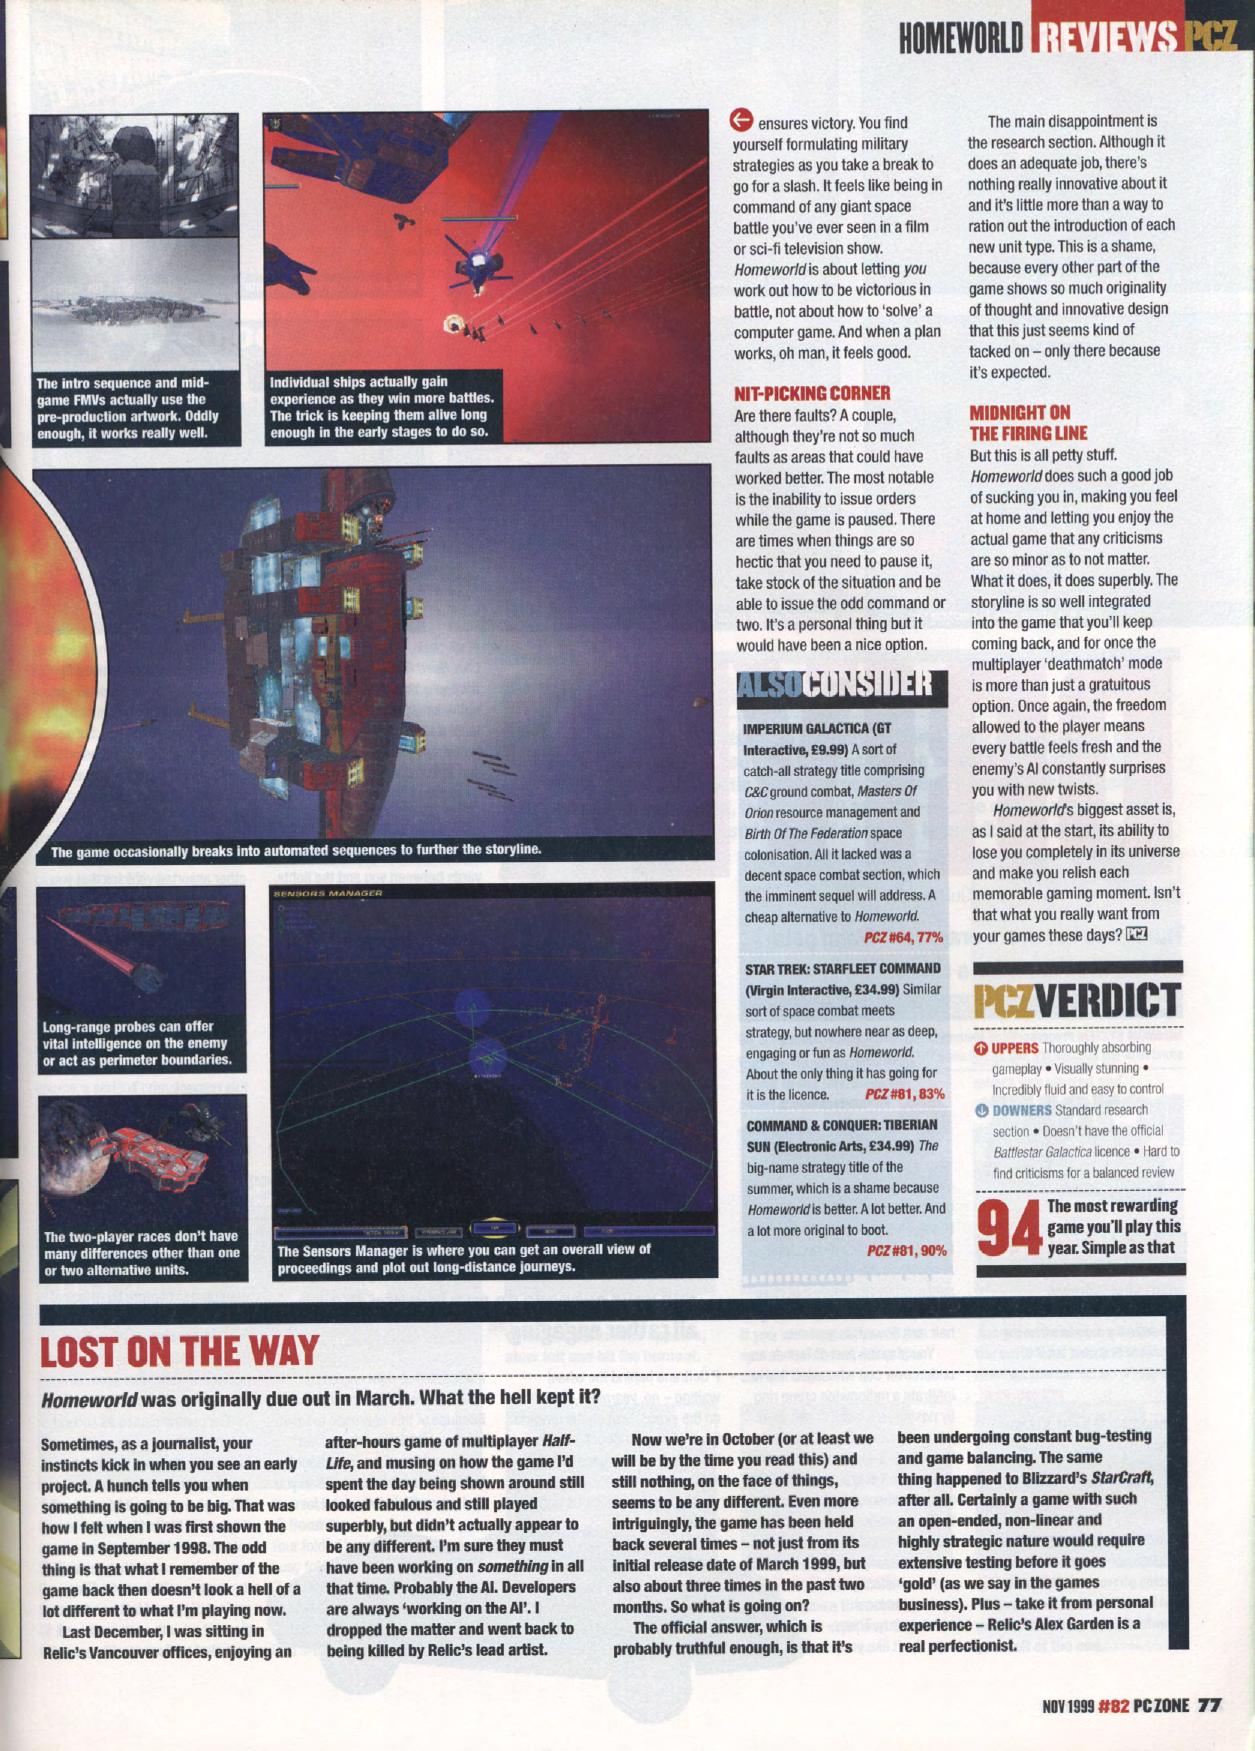 HOMEWORLD REVIEWS PCZ
The intro sequence and mid-
game FMVs actually use the
pre-production artwork. Oddly
enough, it works really well.
Individual ships actually gain
experience as they win more battles.
The trick is keeping them alive long
enough in the early stages to do so.
The game occasionally breaks into automated sequences to further the storyline.
Long-range probes can offer
vital intelligence on the enemy
or act as perimeter boundaries.
The two-player races don't have
many differences other than one
or two alternative units.
SENSORS MANAGER
The Sensors Manager is where you can get an overall view of
proceedings and plot out long-distance journeys.
ensures victory. You find
yourself formulating military
strategies as you take a break to
go for a slash. It feels like being in
command of any giant space
battle you've ever seen in a film
or sci-fi television show.
Homeworld is about letting you
work out how to be victorious in
battle, not about how to 'solve' a
computer game. And when a plan
works, oh man, it feels good.
NIT-PICKING CORNER
Are there faults? A couple,
although they're not so much
faults as areas that could have
worked better. The most notable
is the inability to issue orders
while the game is paused. There
are times when things are so
hectic that you need to pause it,
take stock of the situation and be
able to issue the odd command or
two. It's a personal thing but it
would have been a nice option.
ALSO CONSIDER
IMPERIUM GALACTICA (GT
Interactive, £9.99) A sort of
catch-all strategy title comprising
C&C ground combat, Masters Of
Orion resource management and
Birth Of The Federation space
colonisation. All it lacked was a
decent space combat section, which
the imminent sequel will address. A
cheap alternative to Homeworld.
PCZ #64, 77%
STAR TREK: STARFLEET COMMAND
(Virgin Interactive, £34.99) Similar
sort of space combat meets
strategy, but nowhere near as deep,
engaging or fun as Homeworld.
About the only thing it has going for
it is the licence. PCZ #81, 83%
COMMAND & CONQUER: TIBERIAN
SUN (Electronic Arts, £34.99) The
big-name strategy title of the
summer, which is a shame because
Homeworld is better. A lot better. And
a lot more original to boot.
PCZ #81, 90%
The main disappointment is
the research section. Although it
does an adequate job, there's
nothing really innovative about it
and it's little more than a way to
ration out the introduction of each
new unit type. This is a shame,
because every other part of the
game shows so much originality
of thought and innovative design
that this just seems kind of
tacked on – only there because
it's expected.
MIDNIGHT ON
THE FIRING LINE
But this is all petty stuff.
Homeworld does such a good job
of sucking you in, making you feel
at home and letting you enjoy the
actual game that any criticisms
are so minor as to not matter.
What it does, it does superbly. The
storyline is so well integrated
into the game that you'll keep
coming back, and for once the
multiplayer 'deathmatch' mode
is more than just a gratuitous
option. Once again, the freedom
allowed to the player means
every battle feels fresh and the
enemy's AI constantly surprises
you with new twists.
Homeworld's biggest asset is,
as I said at the start, its ability to
lose you completely in its universe
and make you relish each
memorable gaming moment. Isn't
that what you really want from
your games these days? PCZ
PCZ VERDICT
UPPERS Thoroughly absorbing
gameplay • Visually stunning •
Incredibly fluid and easy to control
DOWNERS Standard research
section • Doesn't have the official
Battlestar Galactica licence • Hard to
find criticisms for a balanced review
94
The most rewarding
game you'll play this
year. Simple as that
LOST ON THE WAY
Homeworld was originally due out in March. What the hell kept it?
Sometimes, as a journalist, your
instincts kick in when you see an early
project. A hunch tells you when
something is going to be big. That was
how I felt when I was first shown the
game in September 1998. The odd
thing is that what I remember of the
game back then doesn't look a hell of a
lot different to what I'm playing now.
Last December, I was sitting in
Relic's Vancouver offices, enjoying an
after-hours game of multiplayer Half-
Life, and musing on how the game I'd
spent the day being shown around still
looked fabulous and still played
superbly, but didn't actually appear to
be any different. I'm sure they must
have been working on something in all
that time. Probably the AI. Developers
are always 'working on the AI'. I
dropped the matter and went back to
being killed by Relic's lead artist.
Now we're in October (or at least we
will be by the time you read this) and
still nothing, on the face of things,
seems to be any different. Even more
intriguingly, the game has been held
back several times – not just from its
initial release date of March 1999, but
also about three times in the past two
months. So what is going on?
The official answer, which is
probably truthful enough, is that it's
been undergoing constant bug-testing
and game balancing. The same
thing happened to Blizzard's StarCraft,
after all. Certainly a game with such
an open-ended, non-linear and
highly strategic nature would require
extensive testing before it goes
'gold' (as we say in the games
business). Plus – take it from personal
experience – Relic's Alex Garden is a
real perfectionist.
NOV 1999 #82 PC ZONE 77